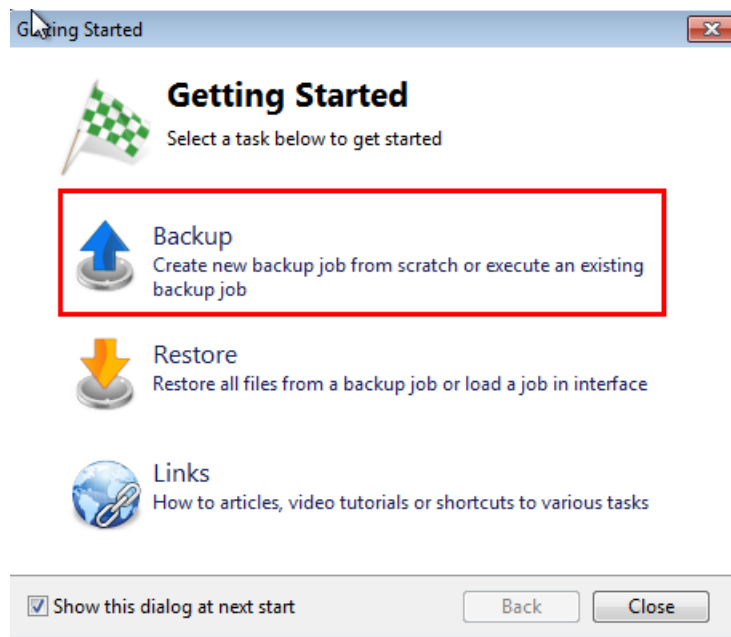 Getting Started
Getting Started
Select a task below to get started
Backup
Create new backup job from scratch or execute an existing
backup job
Restore
Restore all files from a backup job or load a job in interface
Links
How to articles, video tutorials or shortcuts to various tasks
Show this dialog at next start
Back
Close